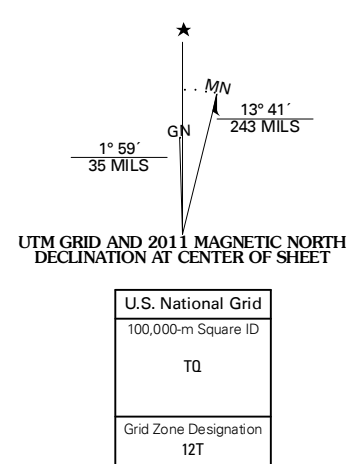 MN
GN
13° 41´
243 MILS
1° 59´
35 MILS
UTM GRID AND 2011 MAGNETIC NORTH
DECLINATION AT CENTER OF SHEET
U.S. National Grid
100,000-m Square ID
TQ
Grid Zone Designation
12T